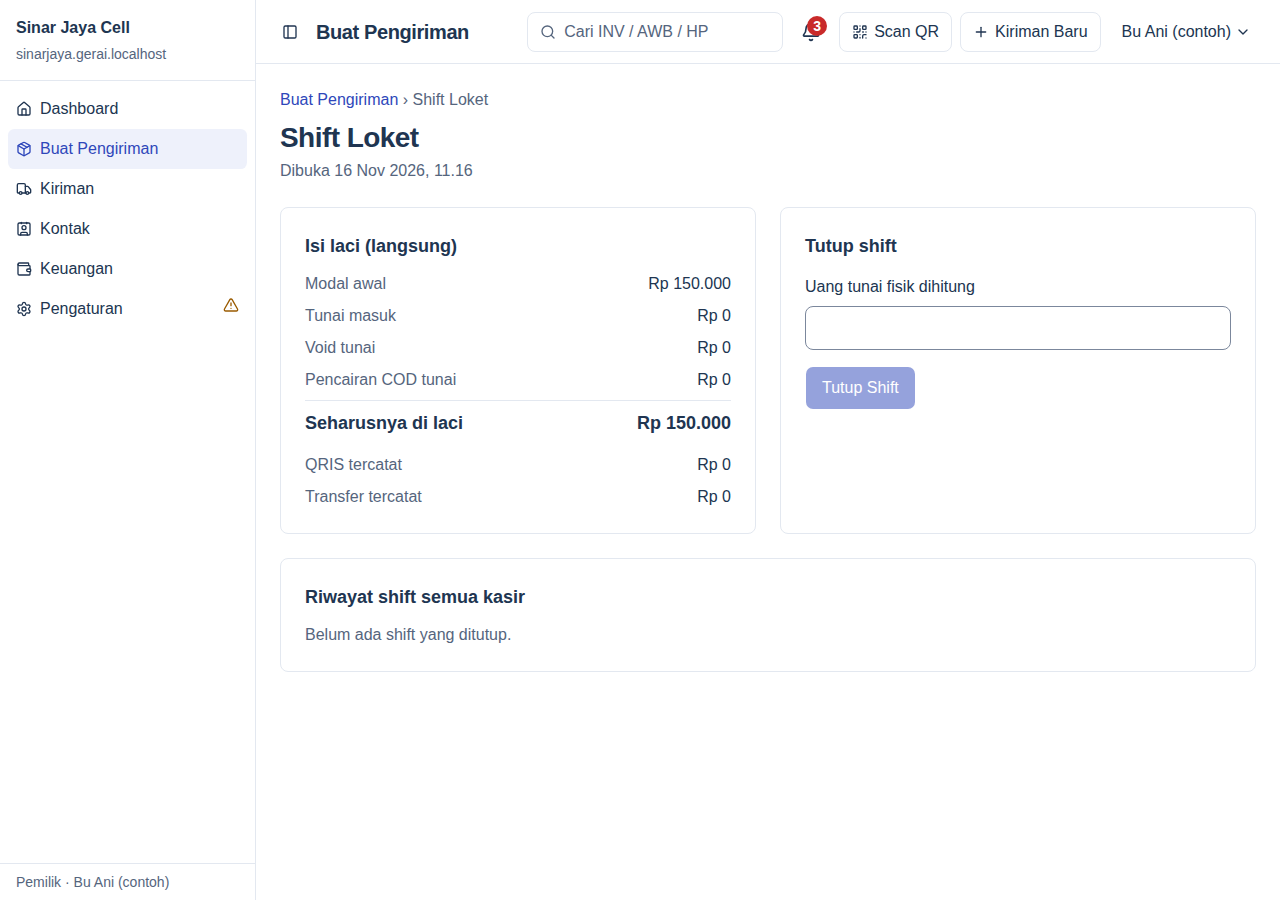 Sinar Jaya Cell
sinarjaya.gerai.localhost
Dashboard
Buat Pengiriman
Kiriman
Kontak
Keuangan
Pengaturan
Pemilik · Bu Ani (contoh)
Buat Pengiriman
Cari INV / AWB / HP
3
Scan QR
Kiriman Baru
Bu Ani (contoh)
Buat Pengiriman › Shift Loket
Shift Loket
Dibuka 16 Nov 2026, 11.16
Isi laci (langsung)
Modal awal Rp 150.000
Tunai masuk Rp 0
Void tunai Rp 0
Pencairan COD tunai Rp 0
Seharusnya di laci Rp 150.000
QRIS tercatat Rp 0
Transfer tercatat Rp 0
Tutup shift
Uang tunai fisik dihitung
Tutup Shift
Riwayat shift semua kasir
Belum ada shift yang ditutup.